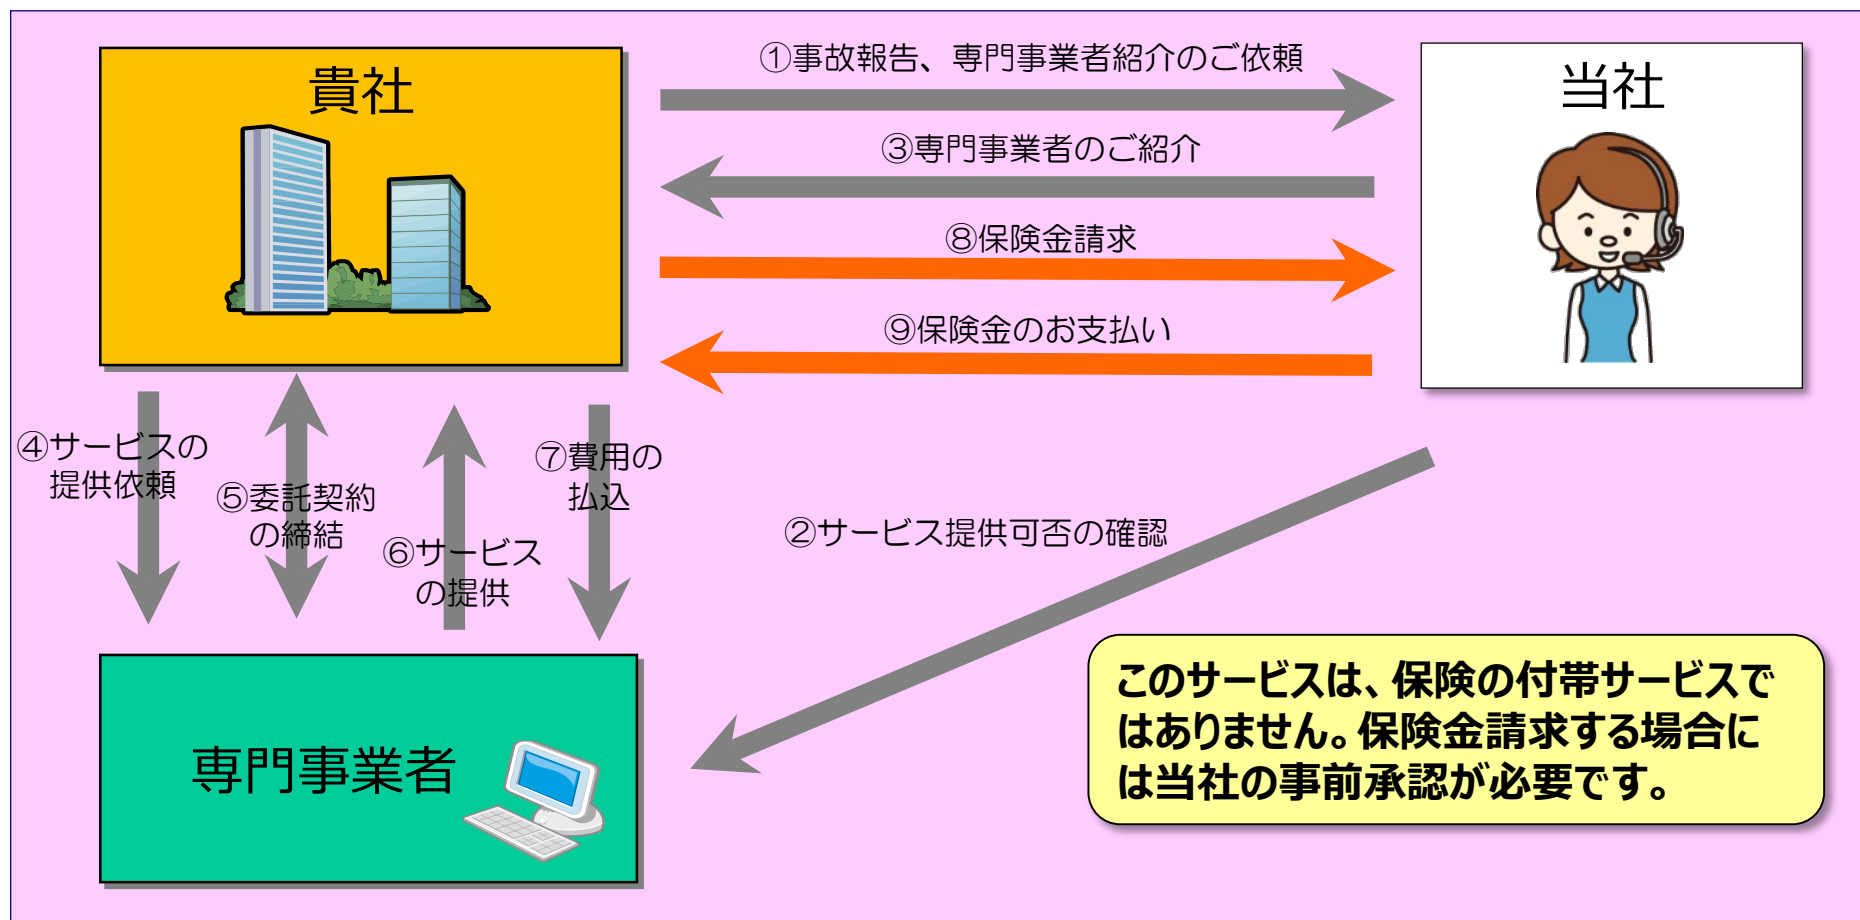 貴社
①事故報告、専門事業者紹介のご依頼
当社
③専門事業者のご紹介
⑧保険金請求
⑨保険金のお支払い
④サービスの
提供依頼
⑤委託契約
の締結
⑥サービス
の提供
⑦費用の
払込
②サービス提供可否の確認
専門事業者
このサービスは、保険の付帯サービスで
はありません。保険金請求する場合に
は当社の事前承認が必要です。